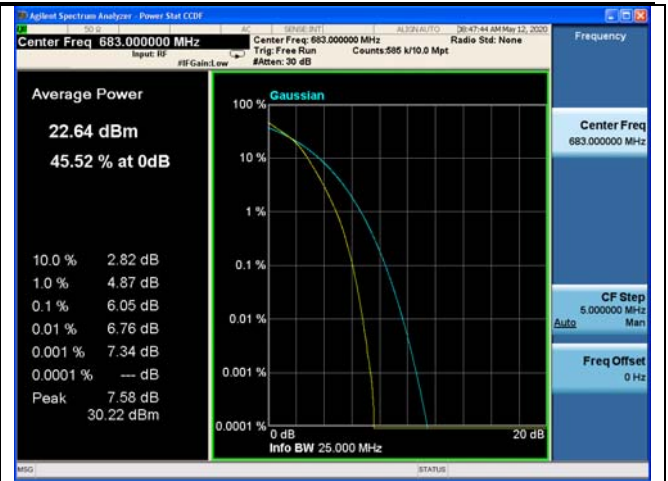 Agilent Spectrum Analyzer - Power Stat CCDF
50 Ω AC SENSE:INT ALIGN AUTO 08:47:44 AM May 12, 2020
Center Freq 683.000000 MHz
Input: RF
#IFGain:Low
Center Freq: 683.000000 MHz
Trig: Free Run Counts:585 k/10.0 Mpt
#Atten: 30 dB
Radio Std: None
Frequency
Average Power
22.64 dBm
45.52 % at 0dB
10.0 % 2.82 dB
1.0 % 4.87 dB
0.1 % 6.05 dB
0.01 % 6.76 dB
0.001 % 7.34 dB
0.0001 % --- dB
Peak 7.58 dB
30.22 dBm
Gaussian
100 %
10 %
1 %
0.1 %
0.01 %
0.001 %
0.0001 %
0 dB 20 dB
Info BW 25.000 MHz
Center Freq
683.000000 MHz
CF Step
5.000000 MHz
Auto Man
Freq Offset
0 Hz
MSG STATUS